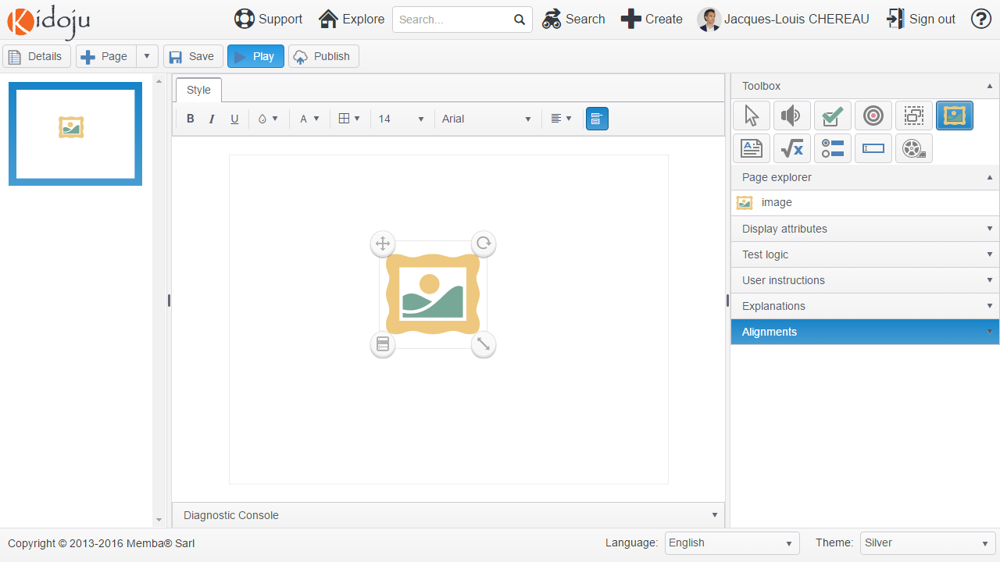 Kidoju Support Explore Search... Search Create Jacques-Louis CHEREAU Sign out
Details Page Save Play Publish
Style
Toolbox
B I U A 14 Arial
Page explorer
image
Display attributes
Test logic
User instructions
Explanations
Alignments
Diagnostic Console
Copyright © 2013-2016 Memba® Sarl Language: English Theme: Silver